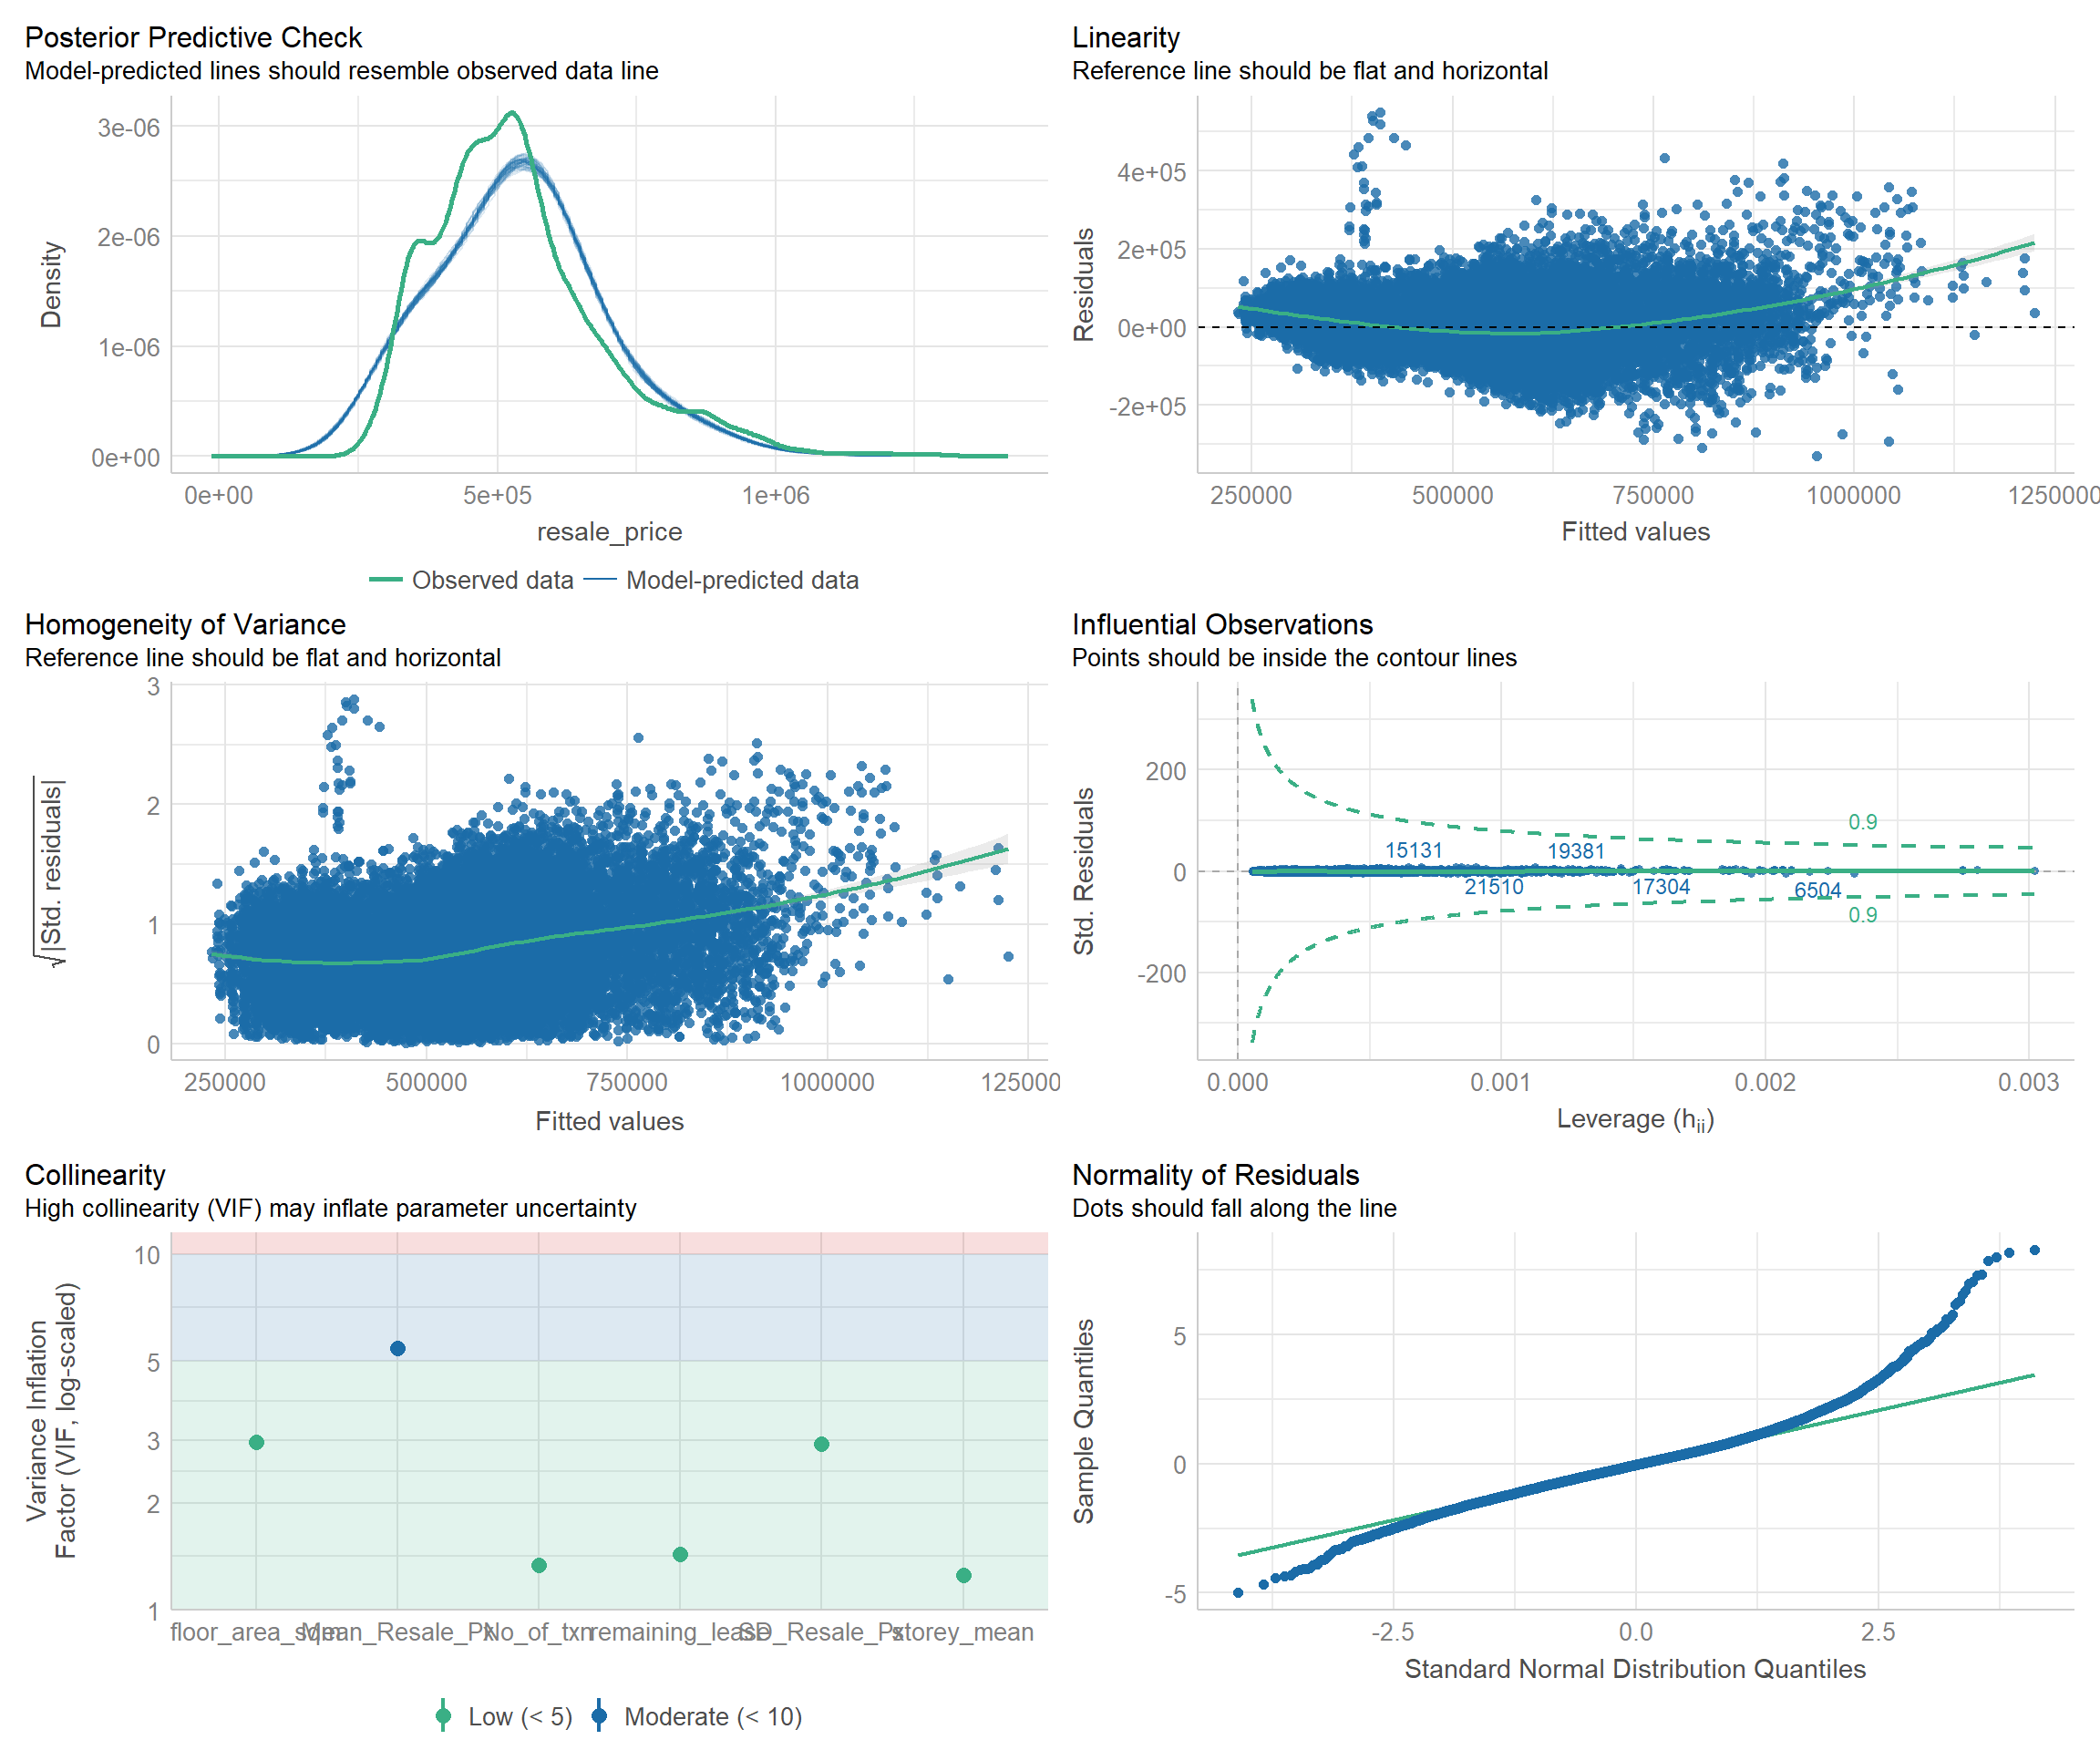 Posterior Predictive Check
Model-predicted lines should resemble observed data line
Density
3e-06
2e-06
1e-06
0e+00
0e+00 5e+05 1e+06
resale_price
Observed data Model-predicted data
Linearity
Reference line should be flat and horizontal
Residuals
4e+05
2e+05
0e+00
-2e+05
250000 500000 750000 1000000 1250000
Fitted values
Homogeneity of Variance
Reference line should be flat and horizontal
√|Std. residuals|
3
2
1
0
250000 500000 750000 1000000 125000
Fitted values
Influential Observations
Points should be inside the contour lines
Std. Residuals
200
0
-200
0.9
15131 19381
21510 17304 6504
0.9
0.000 0.001 0.002 0.003
Leverage (hii)
Collinearity
High collinearity (VIF) may inflate parameter uncertainty
Variance Inflation
Factor (VIF, log-scaled)
10
5
3
2
1
floor_area_sqm Mean_Resale_Px No_of_txn remaining_lease SD_Resale_Px storey_mean
Low (< 5) Moderate (< 10)
Normality of Residuals
Dots should fall along the line
Sample Quantiles
5
0
-5
-2.5 0.0 2.5
Standard Normal Distribution Quantiles